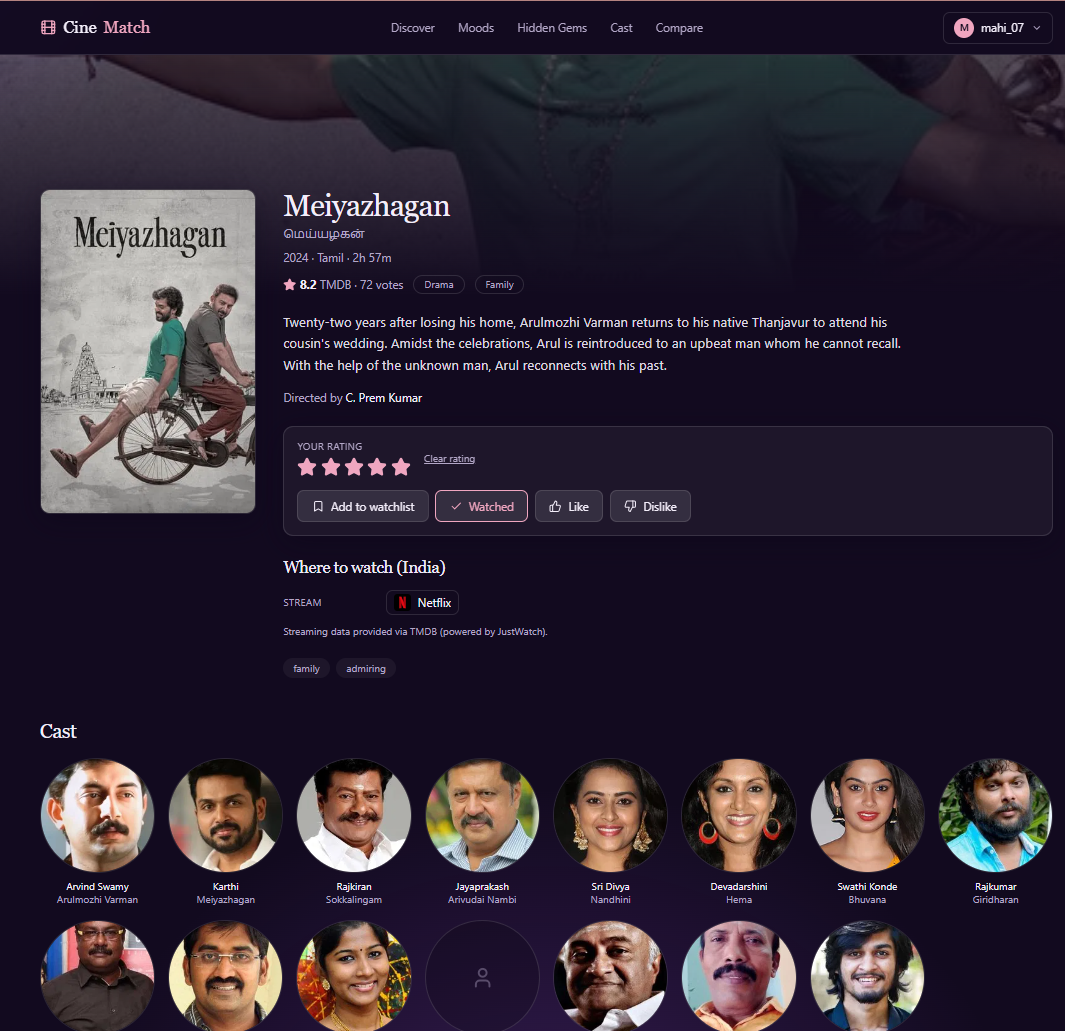 Cine Match
Discover
Moods
Hidden Gems
Cast
Compare
M
mahi_07
Meiyazhagan
Meiyazhagan
மெய்யழகன்
2024 · Tamil · 2h 57m
8.2 TMDB · 72 votes
Drama
Family
Twenty-two years after losing his home, Arulmozhi Varman returns to his native Thanjavur to attend his
cousin's wedding. Amidst the celebrations, Arul is reintroduced to an upbeat man whom he cannot recall.
With the help of the unknown man, Arul reconnects with his past.
Directed by C. Prem Kumar
YOUR RATING
Clear rating
Add to watchlist
Watched
Like
Dislike
Where to watch (India)
STREAM
N
Netflix
Streaming data provided via TMDB (powered by JustWatch).
family
admiring
Cast
Arvind Swamy
Arulmozhi Varman
Karthi
Meiyazhagan
Rajkiran
Sokkalingam
Jayaprakash
Arivudai Nambi
Sri Divya
Nandhini
Devadarshini
Hema
Swathi Konde
Bhuvana
Rajkumar
Giridharan